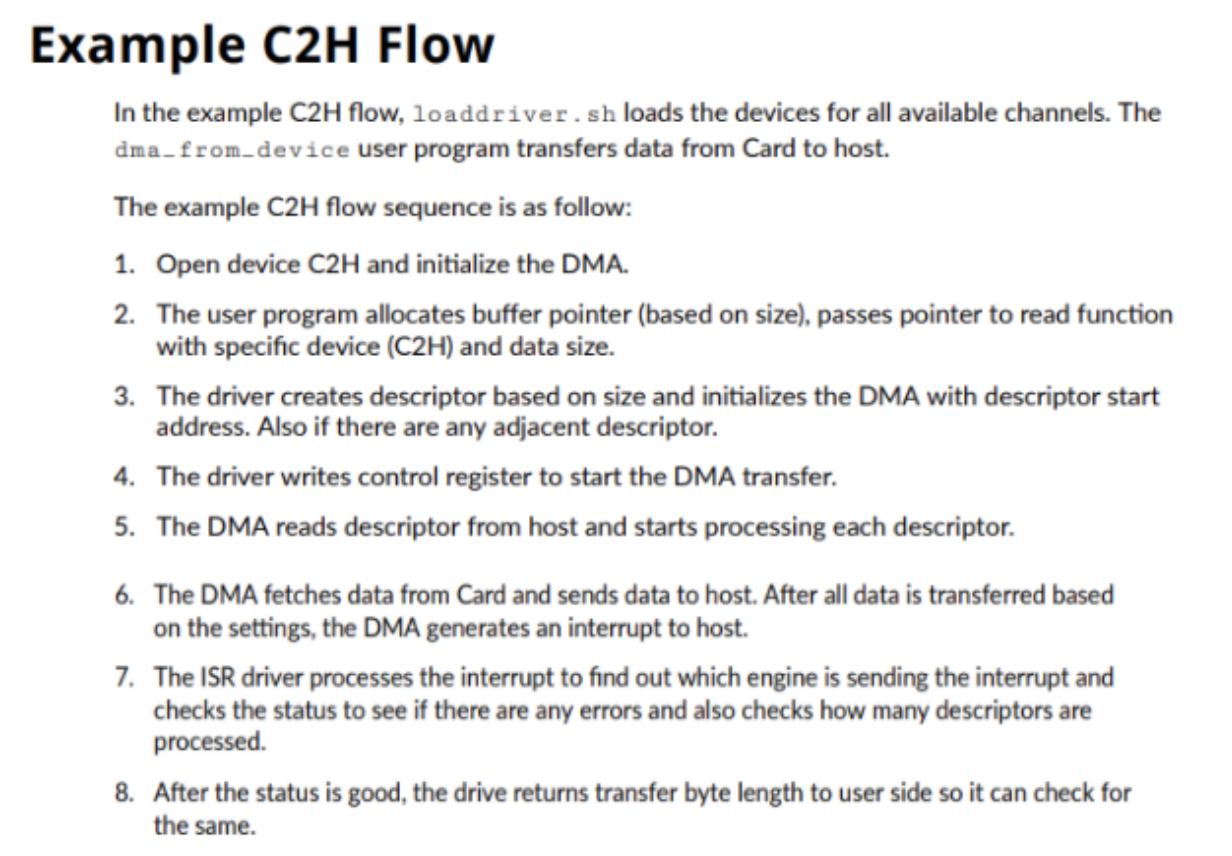 Example C2H Flow
In the example C2H flow, loaddriver.sh loads the devices for all available channels. The
dma_from_device user program transfers data from Card to host.
The example C2H flow sequence is as follow:
1. Open device C2H and initialize the DMA.
2. The user program allocates buffer pointer (based on size), passes pointer to read function
with specific device (C2H) and data size.
3. The driver creates descriptor based on size and initializes the DMA with descriptor start
address. Also if there are any adjacent descriptor.
4. The driver writes control register to start the DMA transfer.
5. The DMA reads descriptor from host and starts processing each descriptor.
6. The DMA fetches data from Card and sends data to host. After all data is transferred based
on the settings, the DMA generates an interrupt to host.
7. The ISR driver processes the interrupt to find out which engine is sending the interrupt and
checks the status to see if there are any errors and also checks how many descriptors are
processed.
8. After the status is good, the drive returns transfer byte length to user side so it can check for
the same.